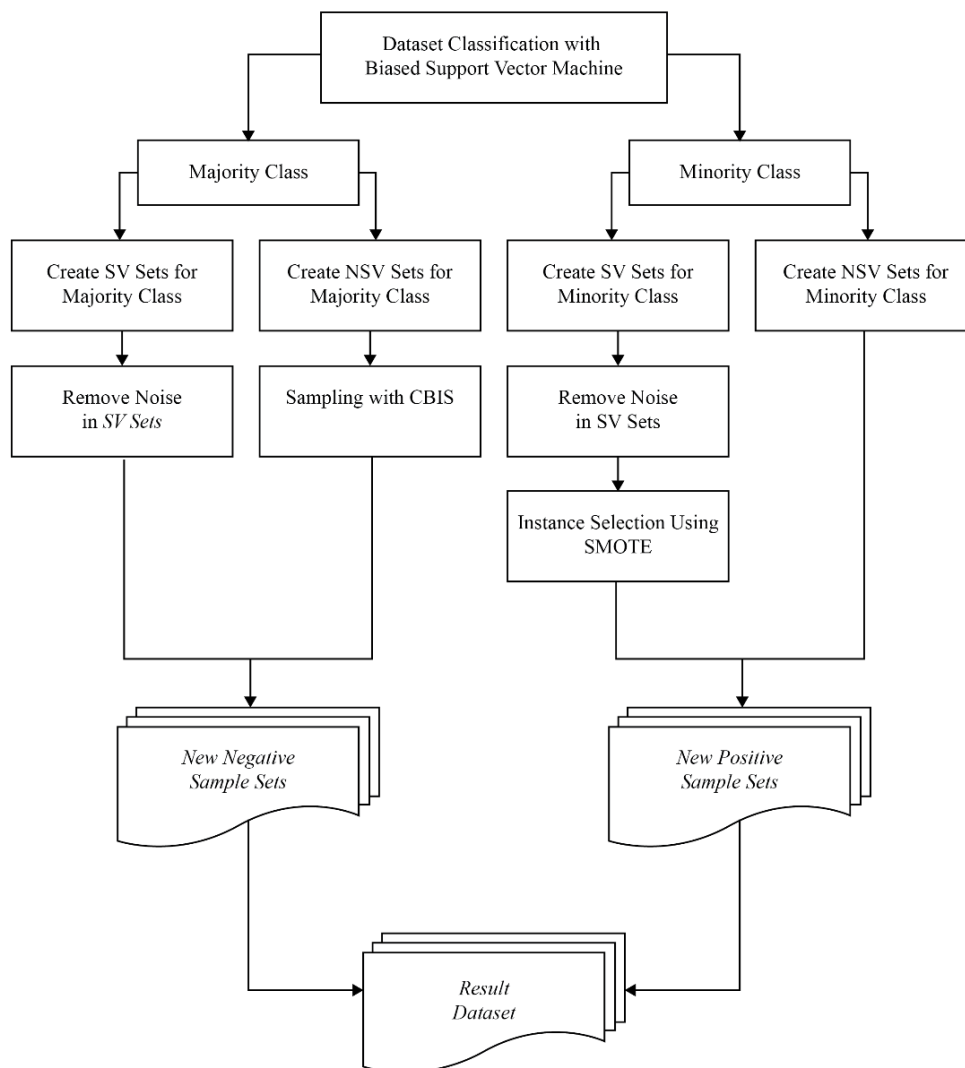 Dataset Classification with
Biased Support Vector Machine
Majority Class
Minority Class
Create SV Sets for
Majority Class
Create NSV Sets for
Majority Class
Create SV Sets for
Minority Class
Create NSV Sets for
Minority Class
Remove Noise
in SV Sets
Sampling with CBIS
Remove Noise
in SV Sets
Instance Selection Using
SMOTE
New Negative
Sample Sets
New Positive
Sample Sets
Result
Dataset